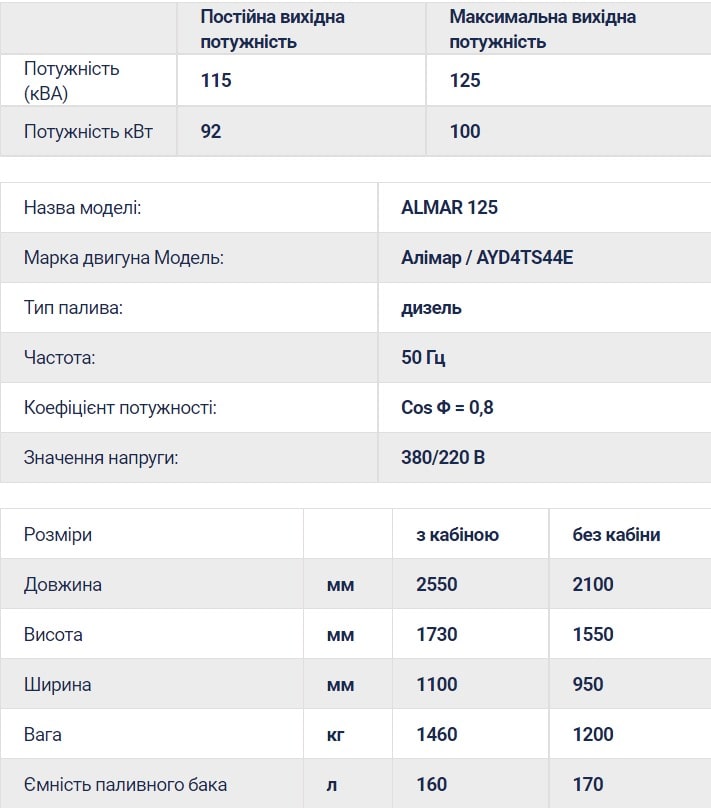 Постійна вихідна Максимальна вихідна
потужність потужність
Потужність
(кВА) 115 125
Потужність кВт 92 100
Назва моделі: ALMAR 125
Марка двигуна Модель: Алімар / AYD4TS44E
Тип палива: дизель
Частота: 50 Гц
Коефіцієнт потужності: Cos Ф = 0,8
Значення напруги: 380/220 В
Розміри з кабіною без кабіни
Довжина мм 2550 2100
Висота мм 1730 1550
Ширина мм 1100 950
Вага кг 1460 1200
Ємність паливного бака л 160 170